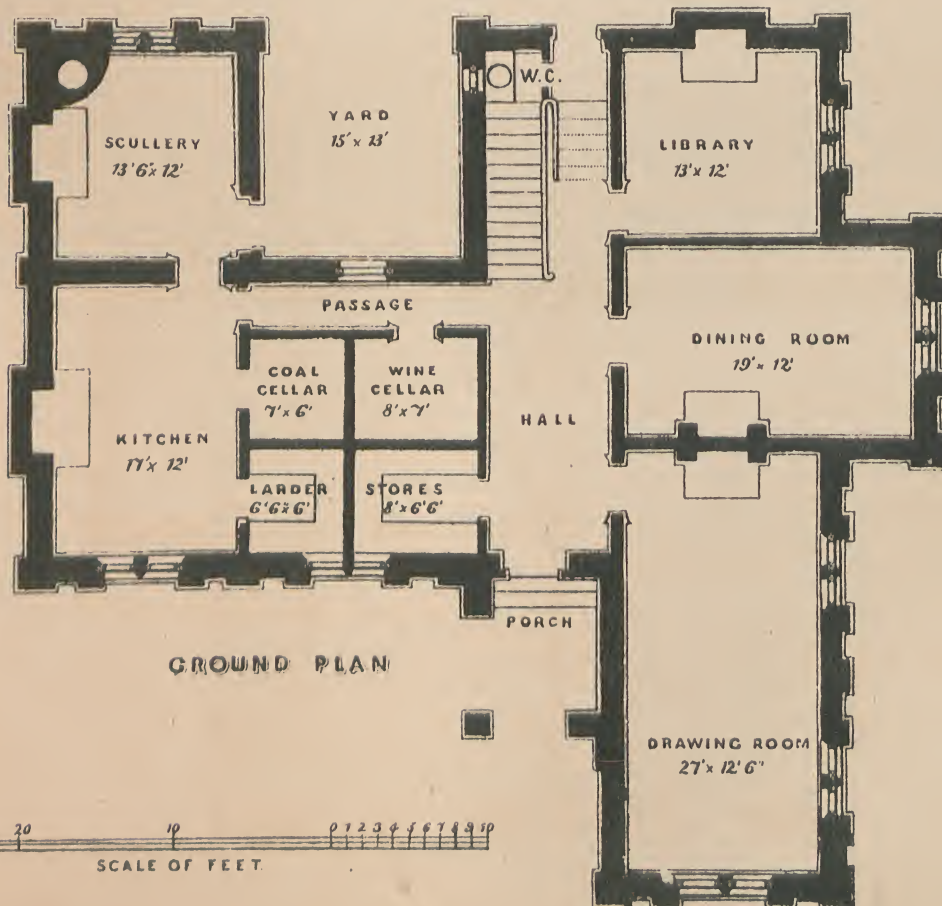 SCULLERY
13' 6" x 12'
YARD
15' x 13'
W.C.
LIBRARY
13' x 12'
PASSAGE
DINING ROOM
19' x 12'
COAL
CELLAR
7' x 6'
WINE
CELLAR
8' x 7'
HALL
KITCHEN
17' x 12'
LARDER
6' 6" x 6'
STORES
8' x 6' 6"
PORCH
GROUND PLAN
DRAWING ROOM
27' x 12' 6"
20 10 0 1 2 3 4 5 6 7 8 9 10
SCALE OF FEET